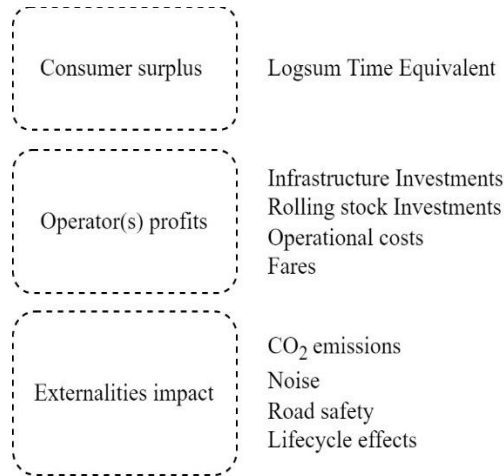 Consumer surplus
Logsum Time Equivalent
Operator(s) profits
Infrastructure Investments
Rolling stock Investments
Operational costs
Fares
Externalities impact
CO₂ emissions
Noise
Road safety
Lifecycle effects